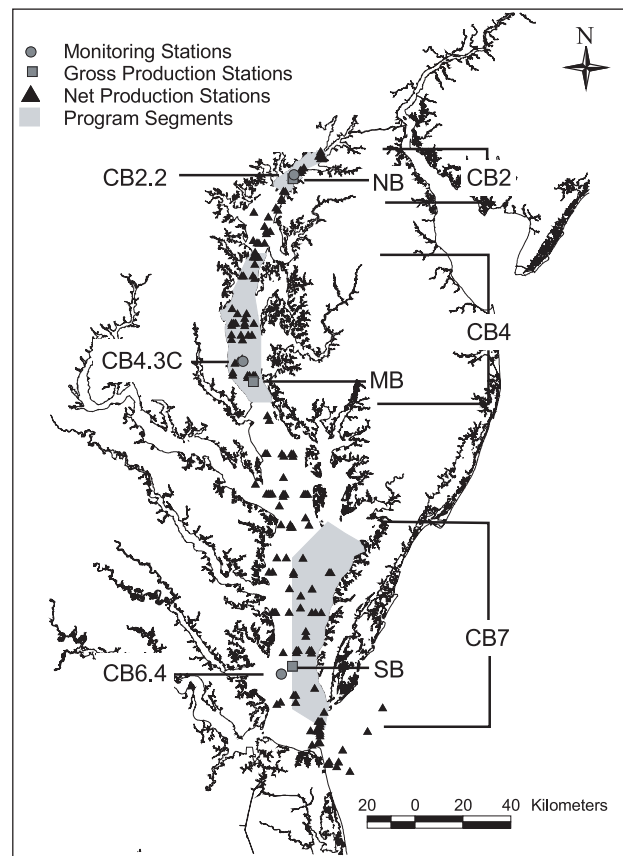 N
Monitoring Stations
Gross Production Stations
Net Production Stations
Program Segments
CB2.2
NB
CB2
CB4
CB4.3C
MB
CB7
CB6.4
SB
20 0 20 40 Kilometers